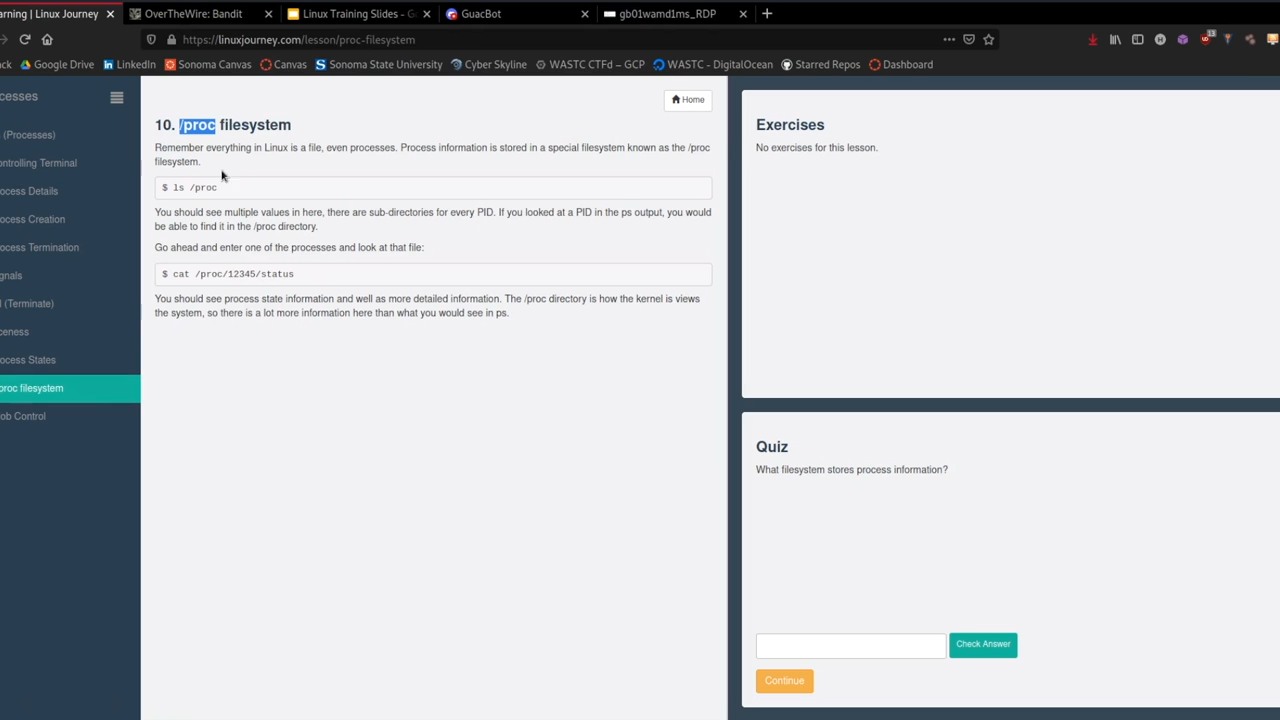 arning | Linux Journey
OverTheWire: Bandit
Linux Training Slides - G
GuacBot
gb01wamd1ms_RDP
https://linuxjourney.com/lesson/proc-filesystem
ck
Google Drive
LinkedIn
Sonoma Canvas
Canvas
Sonoma State University
Cyber Skyline
WASTC CTFd – GCP
WASTC - DigitalOcean
Starred Repos
Dashboard
cesses
(Processes)
ontrolling Terminal
ocess Details
ocess Creation
ocess Termination
gnals
l (Terminate)
ceness
ocess States
proc filesystem
ob Control
Home
10. /proc filesystem
Remember everything in Linux is a file, even processes. Process information is stored in a special filesystem known as the /proc
filesystem.
$ ls /proc
You should see multiple values in here, there are sub-directories for every PID. If you looked at a PID in the ps output, you would
be able to find it in the /proc directory.
Go ahead and enter one of the processes and look at that file:
$ cat /proc/12345/status
You should see process state information and well as more detailed information. The /proc directory is how the kernel is views
the system, so there is a lot more information here than what you would see in ps.
Exercises
No exercises for this lesson.
Quiz
What filesystem stores process information?
Check Answer
Continue